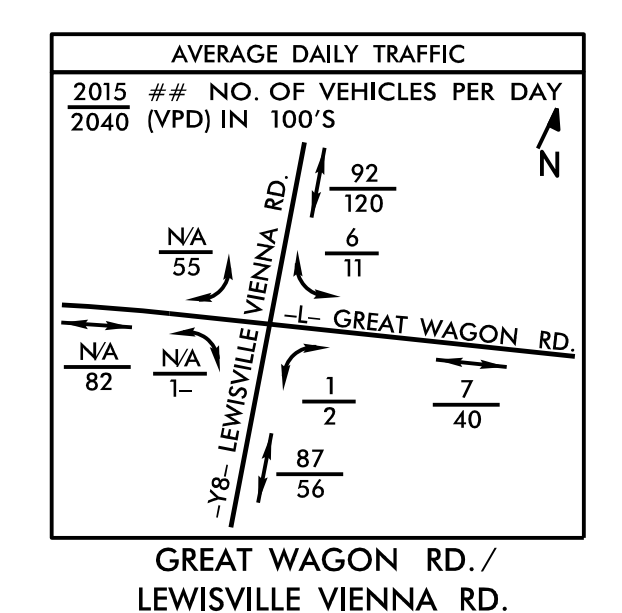 AVERAGE DAILY TRAFFIC
2015 ## NO. OF VEHICLES PER DAY
2040 (VPD) IN 100'S
N
92
120
N/A
55
6
11
-L- GREAT WAGON RD.
-Y8- LEWISVILLE VIENNA RD.
N/A
82
N/A
1-
1
2
7
40
87
56
GREAT WAGON RD./
LEWISVILLE VIENNA RD.